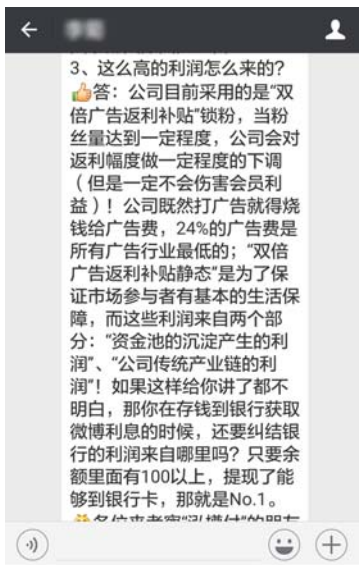 3、这么高的利润怎么来的?
👍答：公司目前采用的是“双
倍广告返利补贴”锁粉，当粉
丝量达到一定程度，公司会对
返利幅度做一定程度的下调
（但是一定不会伤害会员利
益）！公司既然打广告就得烧
钱给广告费，24%的广告费是
所有广告行业最低的；“双倍
广告返利补贴静态”是为了保
证市场参与者有基本的生活保
障，而这些利润来自两个部
分：“资金池的沉淀产生的利
润”、“公司传统产业链的利
润”！如果这样给你讲了都不
明白，那你在存钱到银行获取
微博利息的时候，还要纠结银
行的利润来自哪里吗？只要余
额里面有100以上，提现了能
够到银行卡，那就是No.1。